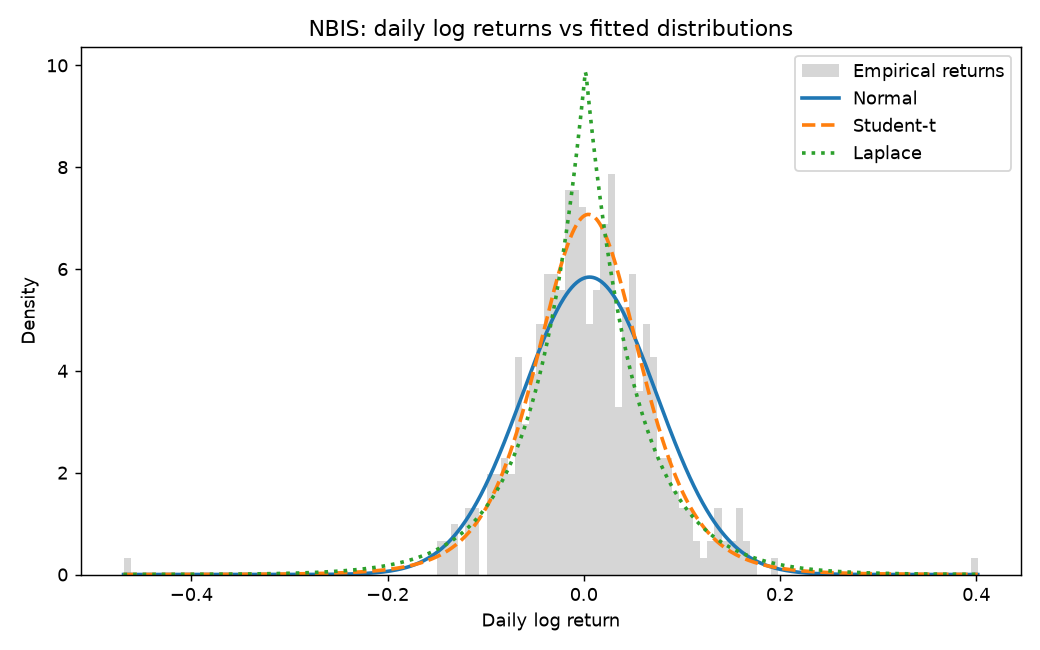 NBIS: daily log returns vs fitted distributions
Empirical returns
Normal
Student-t
Laplace
10
8
6
4
2
0
Density
−0.4
−0.2
0.0
0.2
0.4
Daily log return